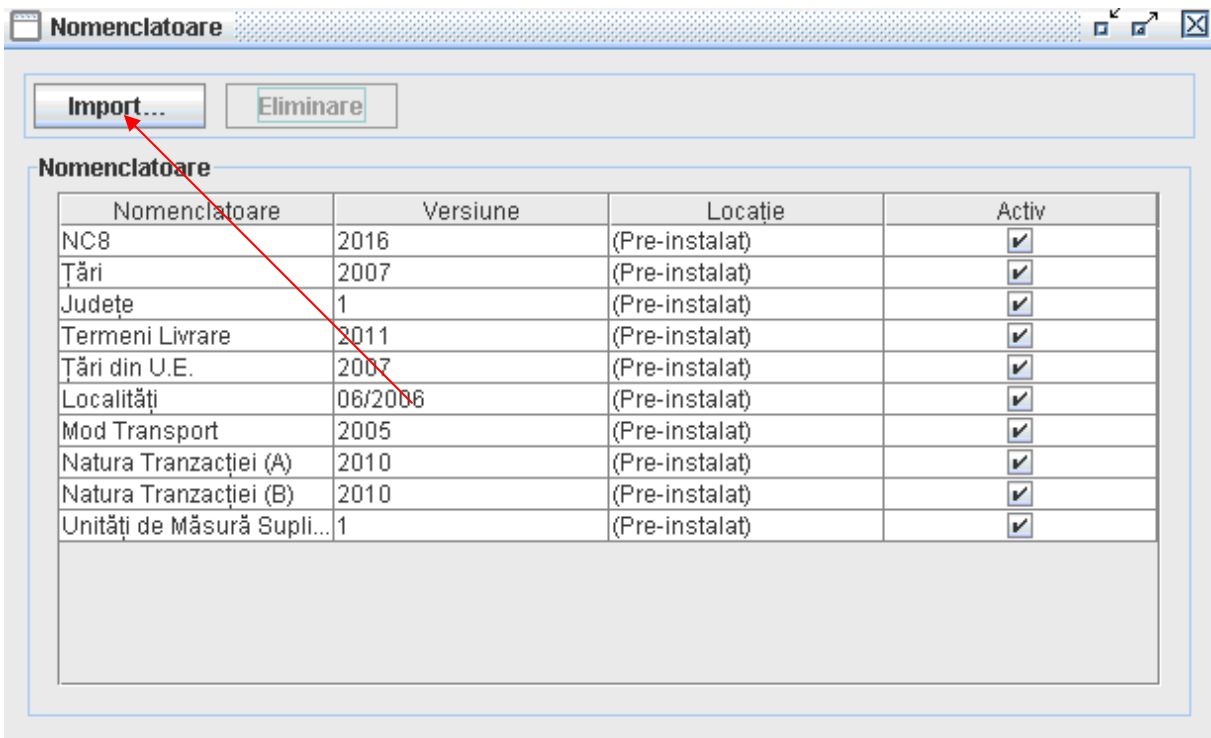 Nomenclatoare
Import... Eliminare
Nomenclatoare
Nomenclatoare Versiune Locație Activ
NC8 2016 (Pre-instalat)
Țări 2007 (Pre-instalat)
Județe 1 (Pre-instalat)
Termeni Livrare 2011 (Pre-instalat)
Țări din U.E. 2007 (Pre-instalat)
Localități 06/2006 (Pre-instalat)
Mod Transport 2005 (Pre-instalat)
Natura Tranzacției (A) 2010 (Pre-instalat)
Natura Tranzacției (B) 2010 (Pre-instalat)
Unități de Măsură Supli... 1 (Pre-instalat)